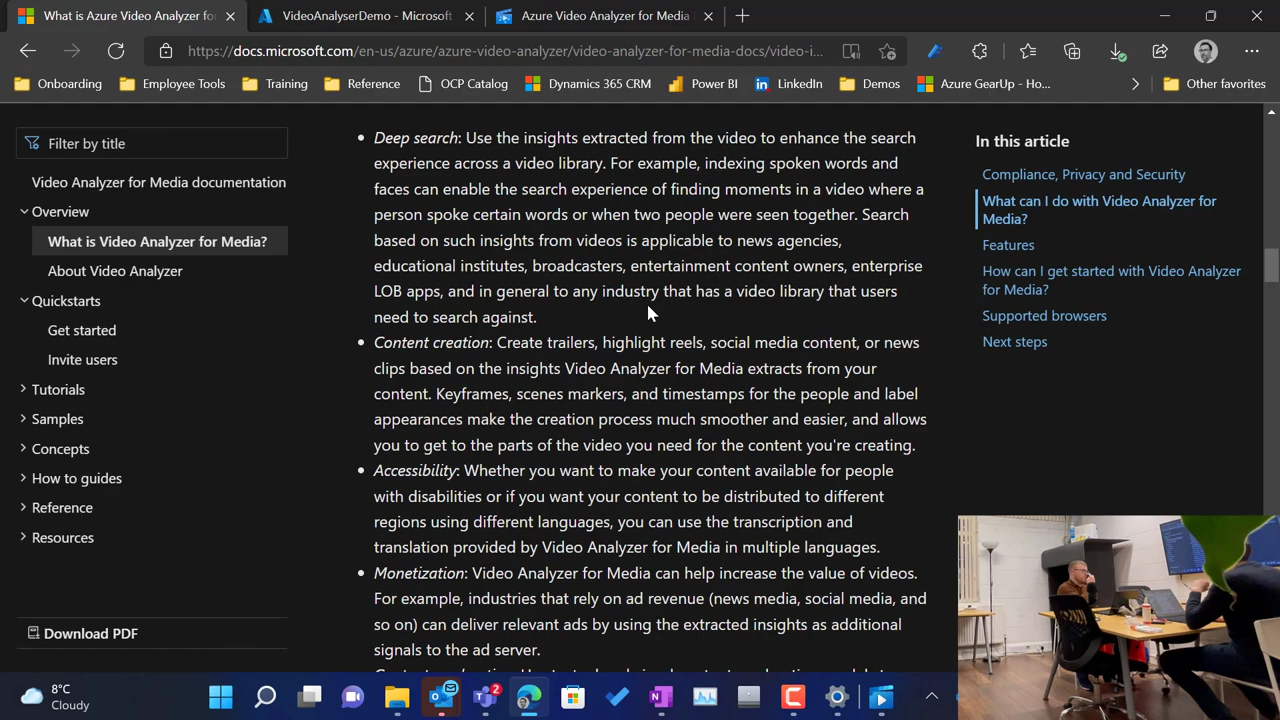 What is Azure Video Analyzer for
VideoAnalyserDemo - Microsoft
Azure Video Analyzer for Media
https://docs.microsoft.com/en-us/azure/azure-video-analyzer/video-analyzer-for-media-docs/video-i...
Onboarding
Employee Tools
Training
Reference
OCP Catalog
Dynamics 365 CRM
Power BI
LinkedIn
Demos
Azure GearUp - Ho...
Other favorites
Filter by title
Video Analyzer for Media documentation
Overview
What is Video Analyzer for Media?
About Video Analyzer
Quickstarts
Get started
Invite users
Tutorials
Samples
Concepts
How to guides
Reference
Resources
Download PDF
• Deep search: Use the insights extracted from the video to enhance the search
experience across a video library. For example, indexing spoken words and
faces can enable the search experience of finding moments in a video where a
person spoke certain words or when two people were seen together. Search
based on such insights from videos is applicable to news agencies,
educational institutes, broadcasters, entertainment content owners, enterprise
LOB apps, and in general to any industry that has a video library that users
need to search against.
• Content creation: Create trailers, highlight reels, social media content, or news
clips based on the insights Video Analyzer for Media extracts from your
content. Keyframes, scenes markers, and timestamps for the people and label
appearances make the creation process much smoother and easier, and allows
you to get to the parts of the video you need for the content you're creating.
• Accessibility: Whether you want to make your content available for people
with disabilities or if you want your content to be distributed to different
regions using different languages, you can use the transcription and
translation provided by Video Analyzer for Media in multiple languages.
• Monetization: Video Analyzer for Media can help increase the value of videos.
For example, industries that rely on ad revenue (news media, social media, and
so on) can deliver relevant ads by using the extracted insights as additional
signals to the ad server.
In this article
Compliance, Privacy and Security
What can I do with Video Analyzer for
Media?
Features
How can I get started with Video Analyzer
for Media?
Supported browsers
Next steps
8°C
Cloudy
2